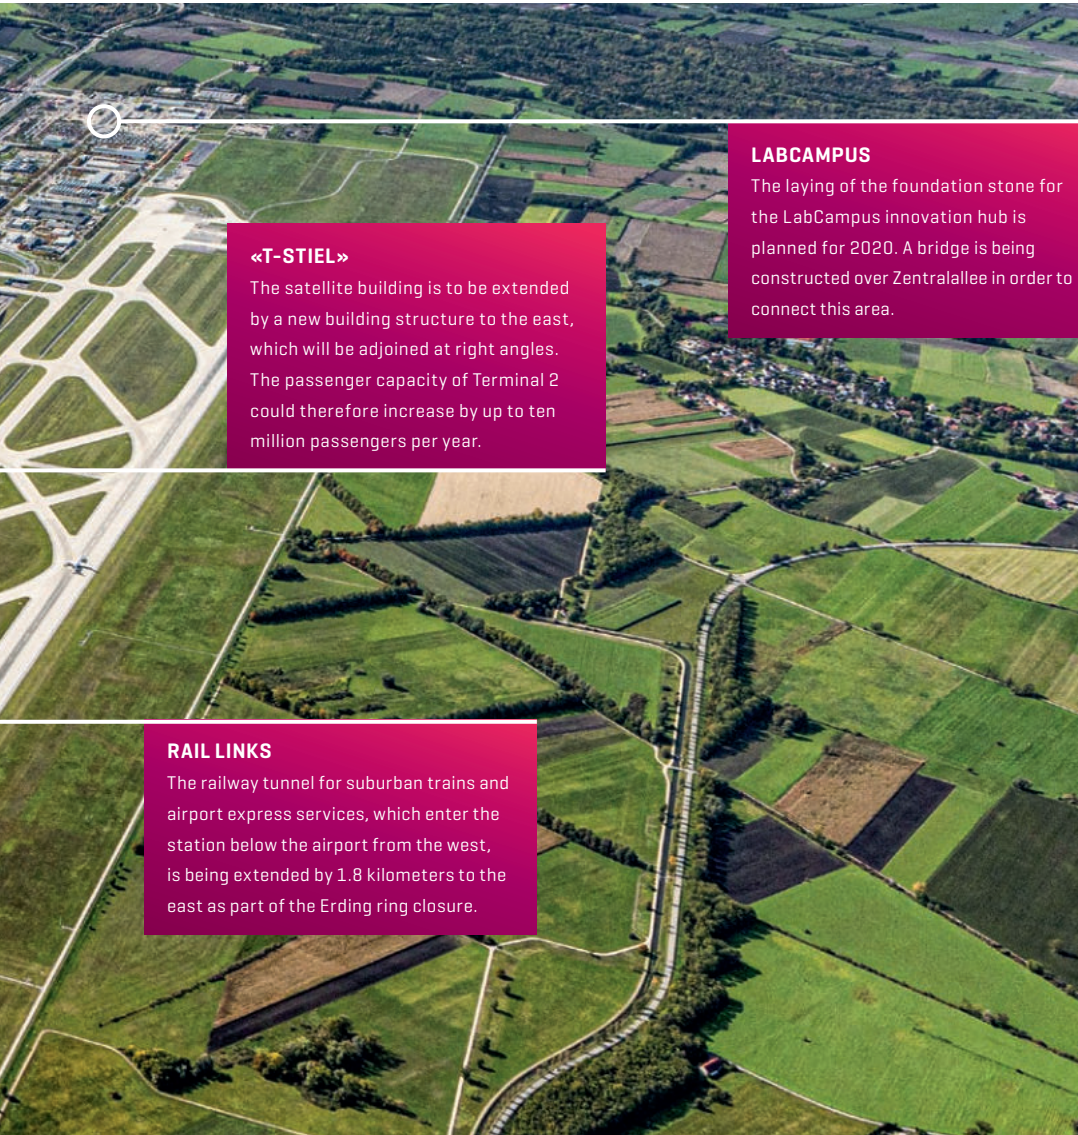 LABCAMPUS
The laying of the foundation stone for
the LabCampus innovation hub is
planned for 2020. A bridge is being
constructed over Zentralallee in order to
connect this area.
«T-STIEL»
The satellite building is to be extended
by a new building structure to the east,
which will be adjoined at right angles.
The passenger capacity of Terminal 2
could therefore increase by up to ten
million passengers per year.
RAIL LINKS
The railway tunnel for suburban trains and
airport express services, which enter the
station below the airport from the west,
is being extended by 1.8 kilometers to the
east as part of the Erding ring closure.